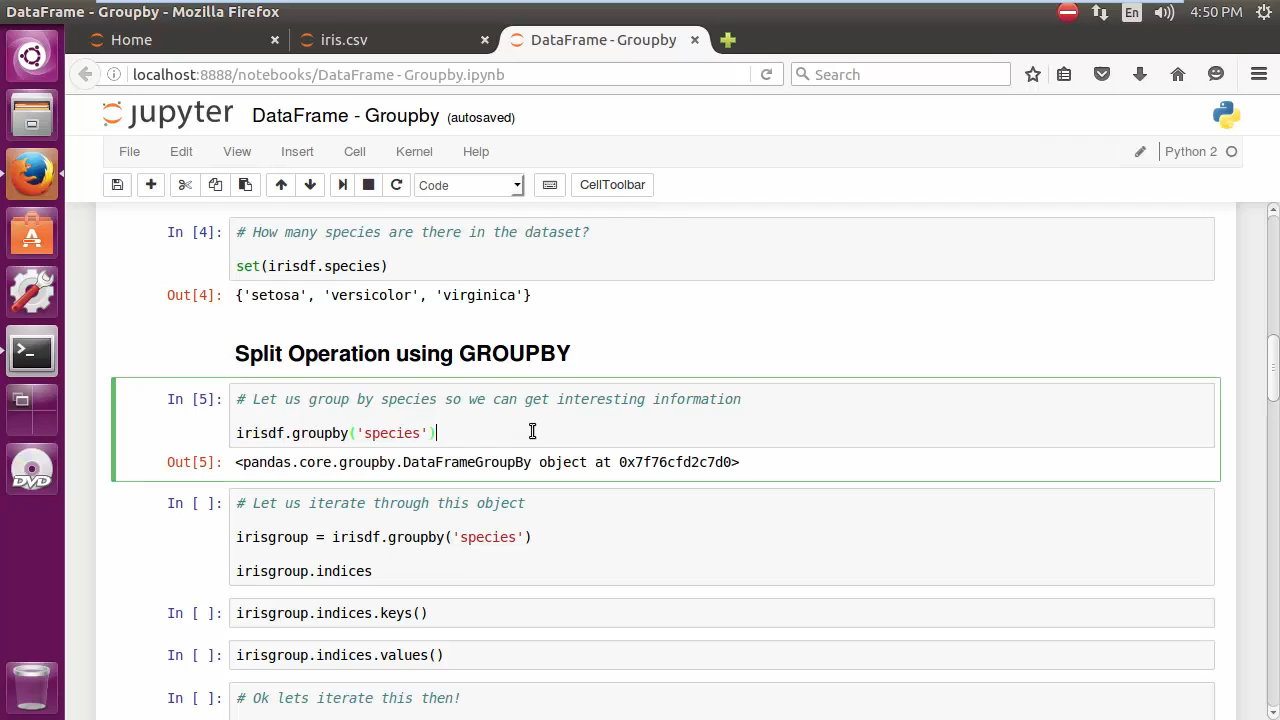 DataFrame - Groupby - Mozilla Firefox
En
4:50 PM
Home
iris.csv
DataFrame - Groupby
localhost:8888/notebooks/DataFrame - Groupby.ipynb
Search
jupyter DataFrame - Groupby (autosaved)
File Edit View Insert Cell Kernel Help
Python 2
Code
CellToolbar
In [4]: # How many species are there in the dataset?
set(irisdf.species)
Out[4]: {'setosa', 'versicolor', 'virginica'}
Split Operation using GROUPBY
In [5]: # Let us group by species so we can get interesting information
irisdf.groupby('species')
Out[5]: <pandas.core.groupby.DataFrameGroupBy object at 0x7f76cfd2c7d0>
In [ ]: # Let us iterate through this object
irisgroup = irisdf.groupby('species')
irisgroup.indices
In [ ]: irisgroup.indices.keys()
In [ ]: irisgroup.indices.values()
In [ ]: # Ok lets iterate this then!
DVD